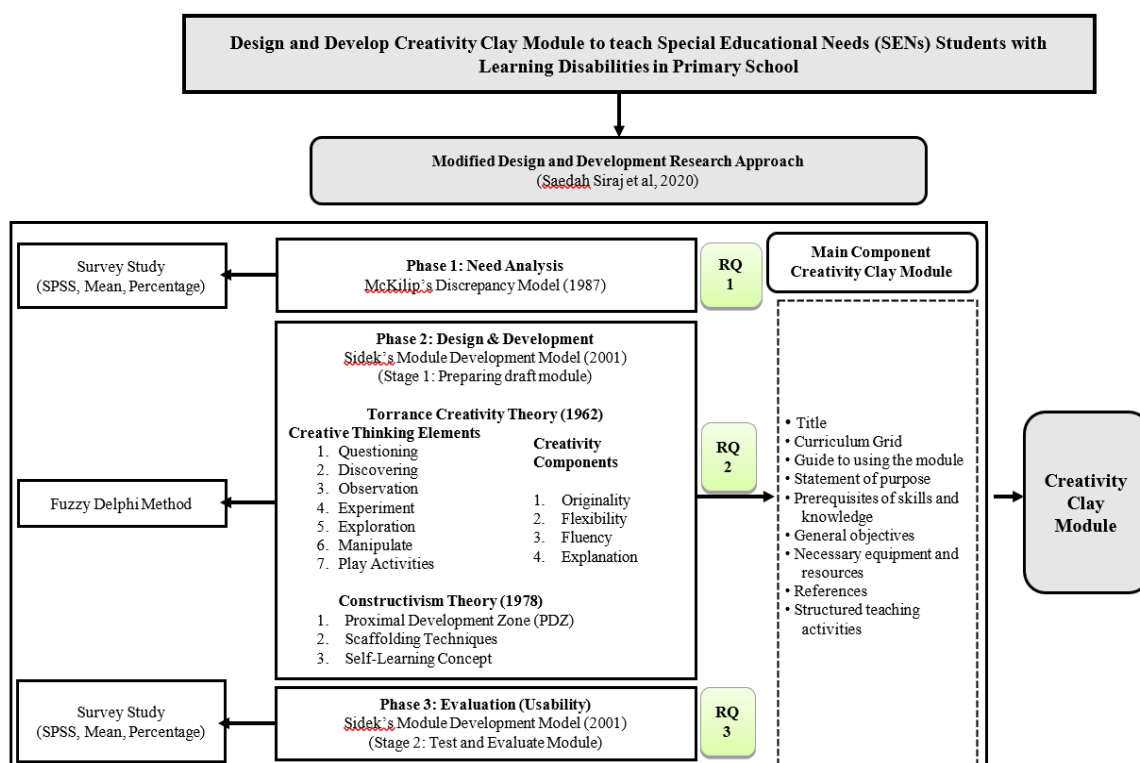 Design and Develop Creativity Clay Module to teach Special Educational Needs (SENs) Students with
Learning Disabilities in Primary School
Modified Design and Development Research Approach
(Saedah Siraj et al, 2020)
Survey Study
(SPSS, Mean, Percentage)
Phase 1: Need Analysis
McKilip's Discrepancy Model (1987)
RQ
1
Main Component
Creativity Clay Module
Fuzzy Delphi Method
Phase 2: Design & Development
Sidek's Module Development Model (2001)
(Stage 1: Preparing draft module)
Torrance Creativity Theory (1962)
Creative Thinking Elements
1. Questioning
2. Discovering
3. Observation
4. Experiment
5. Exploration
6. Manipulate
7. Play Activities
Creativity
Components
1. Originality
2. Flexibility
3. Fluency
4. Explanation
Constructivism Theory (1978)
1. Proximal Development Zone (PDZ)
2. Scaffolding Techniques
3. Self-Learning Concept
RQ
2
• Title
• Curriculum Grid
• Guide to using the module
• Statement of purpose
• Prerequisites of skills and
knowledge
• General objectives
• Necessary equipment and
resources
• References
• Structured teaching
activities
Creativity
Clay
Module
Survey Study
(SPSS, Mean, Percentage)
Phase 3: Evaluation (Usability)
Sidek's Module Development Model (2001)
(Stage 2: Test and Evaluate Module)
RQ
3